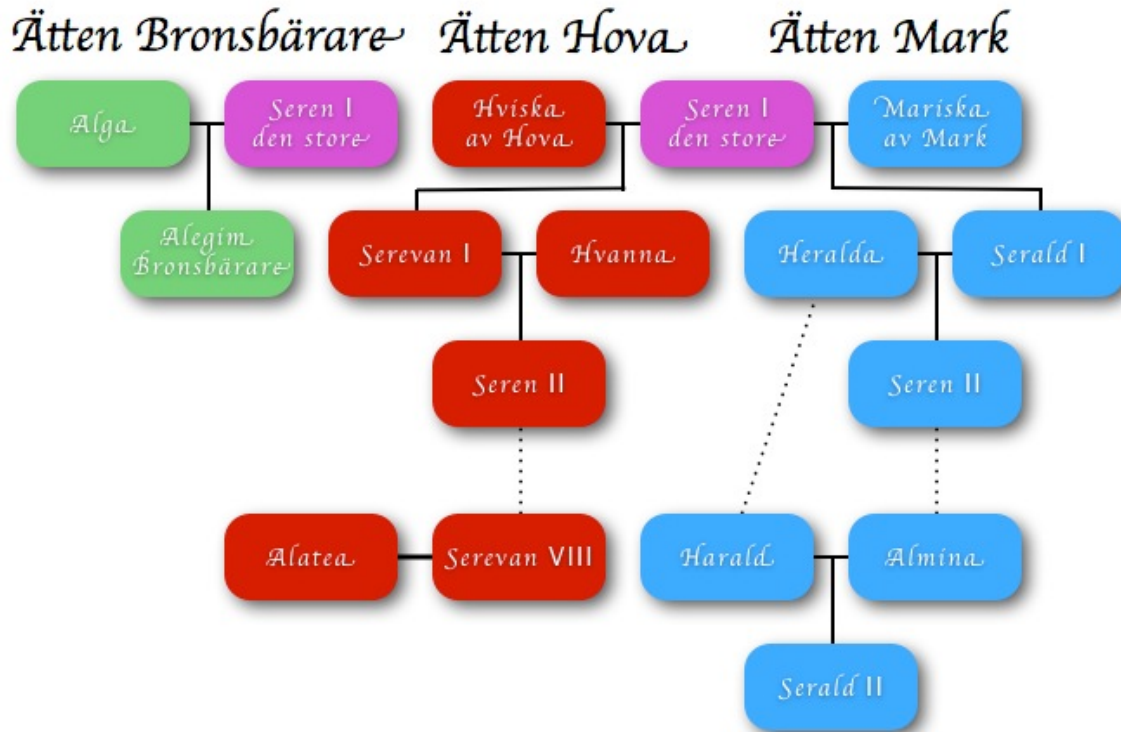 Ätten Bronsbärare
Ätten Hova
Ätten Mark
Alga
Seren I
den store
Hviska
av Hova
Seren I
den store
Mariska
av Mark
Alegim
Bronsbärare
Serevan I
Hvanna
Heralda
Serald I
Seren II
Seren II
Alatea
Serevan VIII
Harald
Almina
Serald II